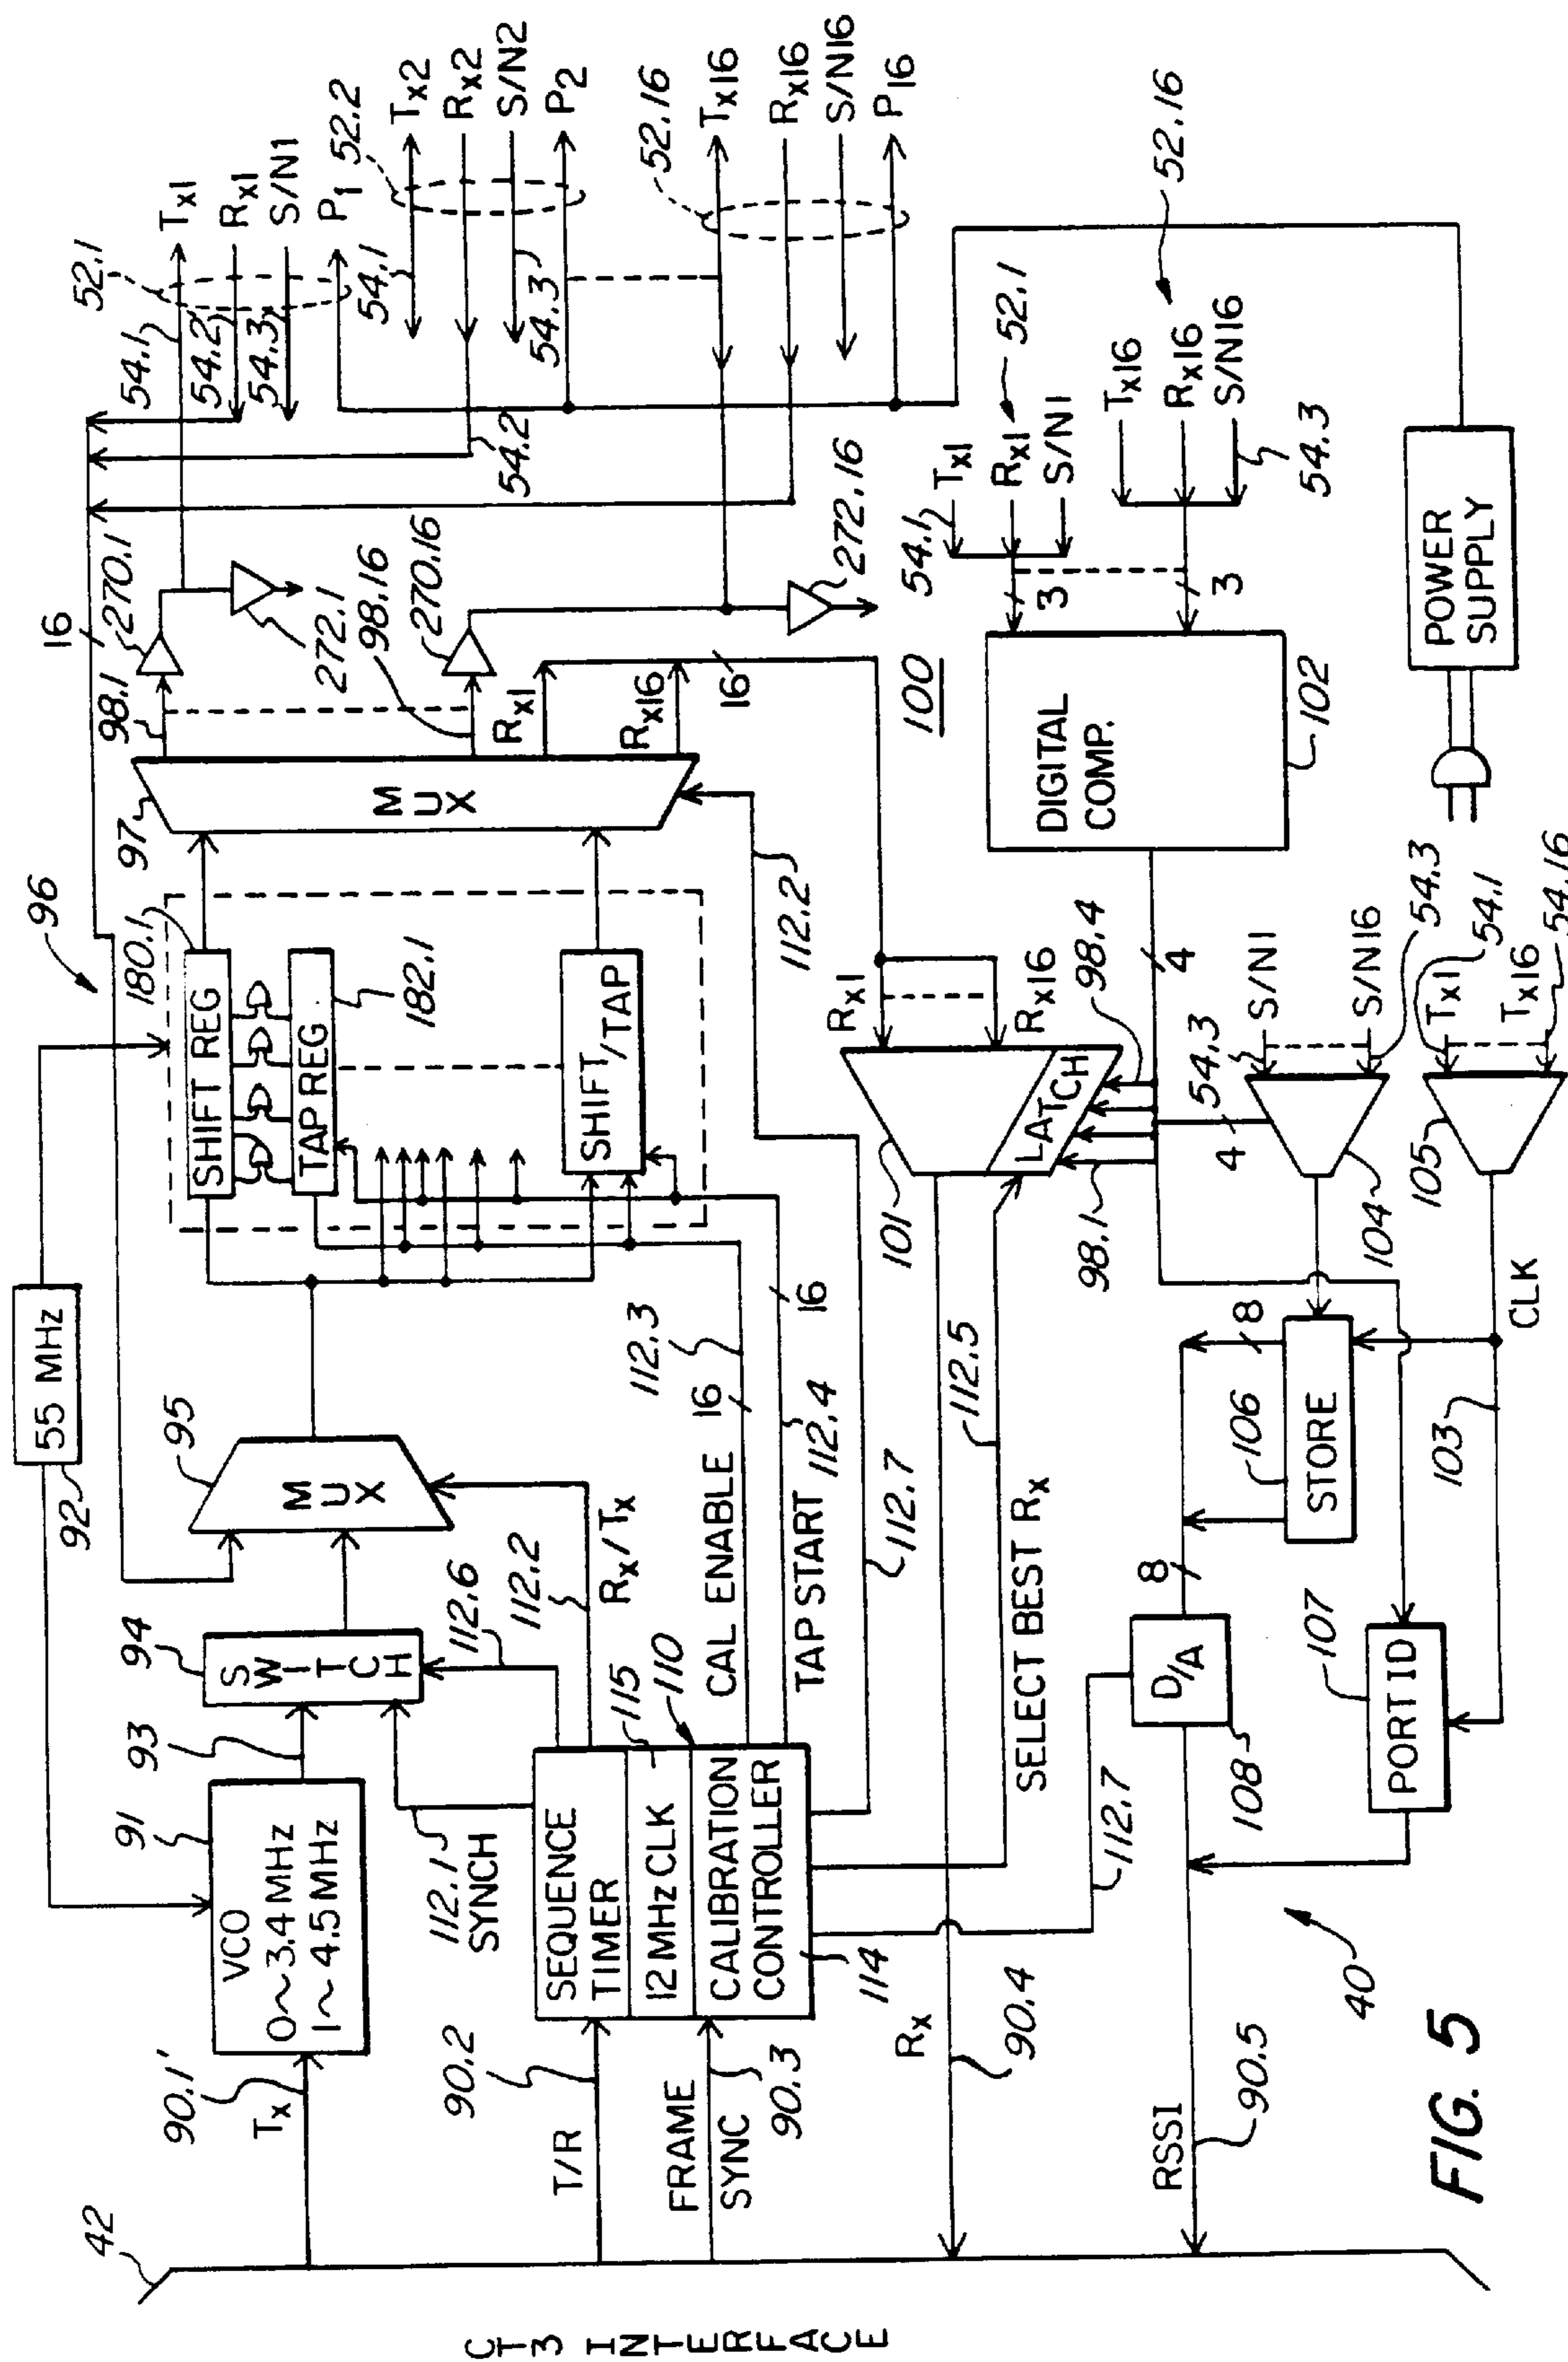 CT3 INTERFACE
42
90.1'
Tx
91
VCO
0~3.4 MHz
1~4.5 MHz
93
94
SWITCH
92
55 MHz
95
MUX
96
180.1
SHIFT REG
TAP REG
182.1
SHIFT/TAP
97
MUX
98.1
16
270.1
272.1
98.16
270.16
272.16
Rx1
Rx16
16
54.1
54.2
54.3
52.1
Tx1
Rx1
S/N1
P1
54.2
54.1
54.3
52.2
Tx2
Rx2
S/N2
P2
52.16
Tx16
Rx16
S/N16
P16
112.1
SYNCH
112.6
112.2
Rx/Tx
T/R
90.2
SEQUENCE
TIMER
115
12 MHz CLK
110
CALIBRATION
CONTROLLER
114
FRAME
SYNC
90.3
CAL ENABLE
16
112.3
TAP START
112.4
16
112.7
112.2
SELECT BEST Rx
112.5
Rx
90.4
101
LATCH
Rx1
Rx16
98.1
98.4
100
DIGITAL
COMP.
102
3
3
54.1
Tx1
Rx1
S/N1
52.1
Tx16
Rx16
S/N16
54.3
52.16
4
4
54.3
S/N1
S/N16
54.3
104
105
Tx1
Tx16
54.1
54.16
CLK
103
8
106
STORE
8
D/A
108
112.7
107
PORT ID
RSSI
90.5
40
POWER
SUPPLY
FIG. 5